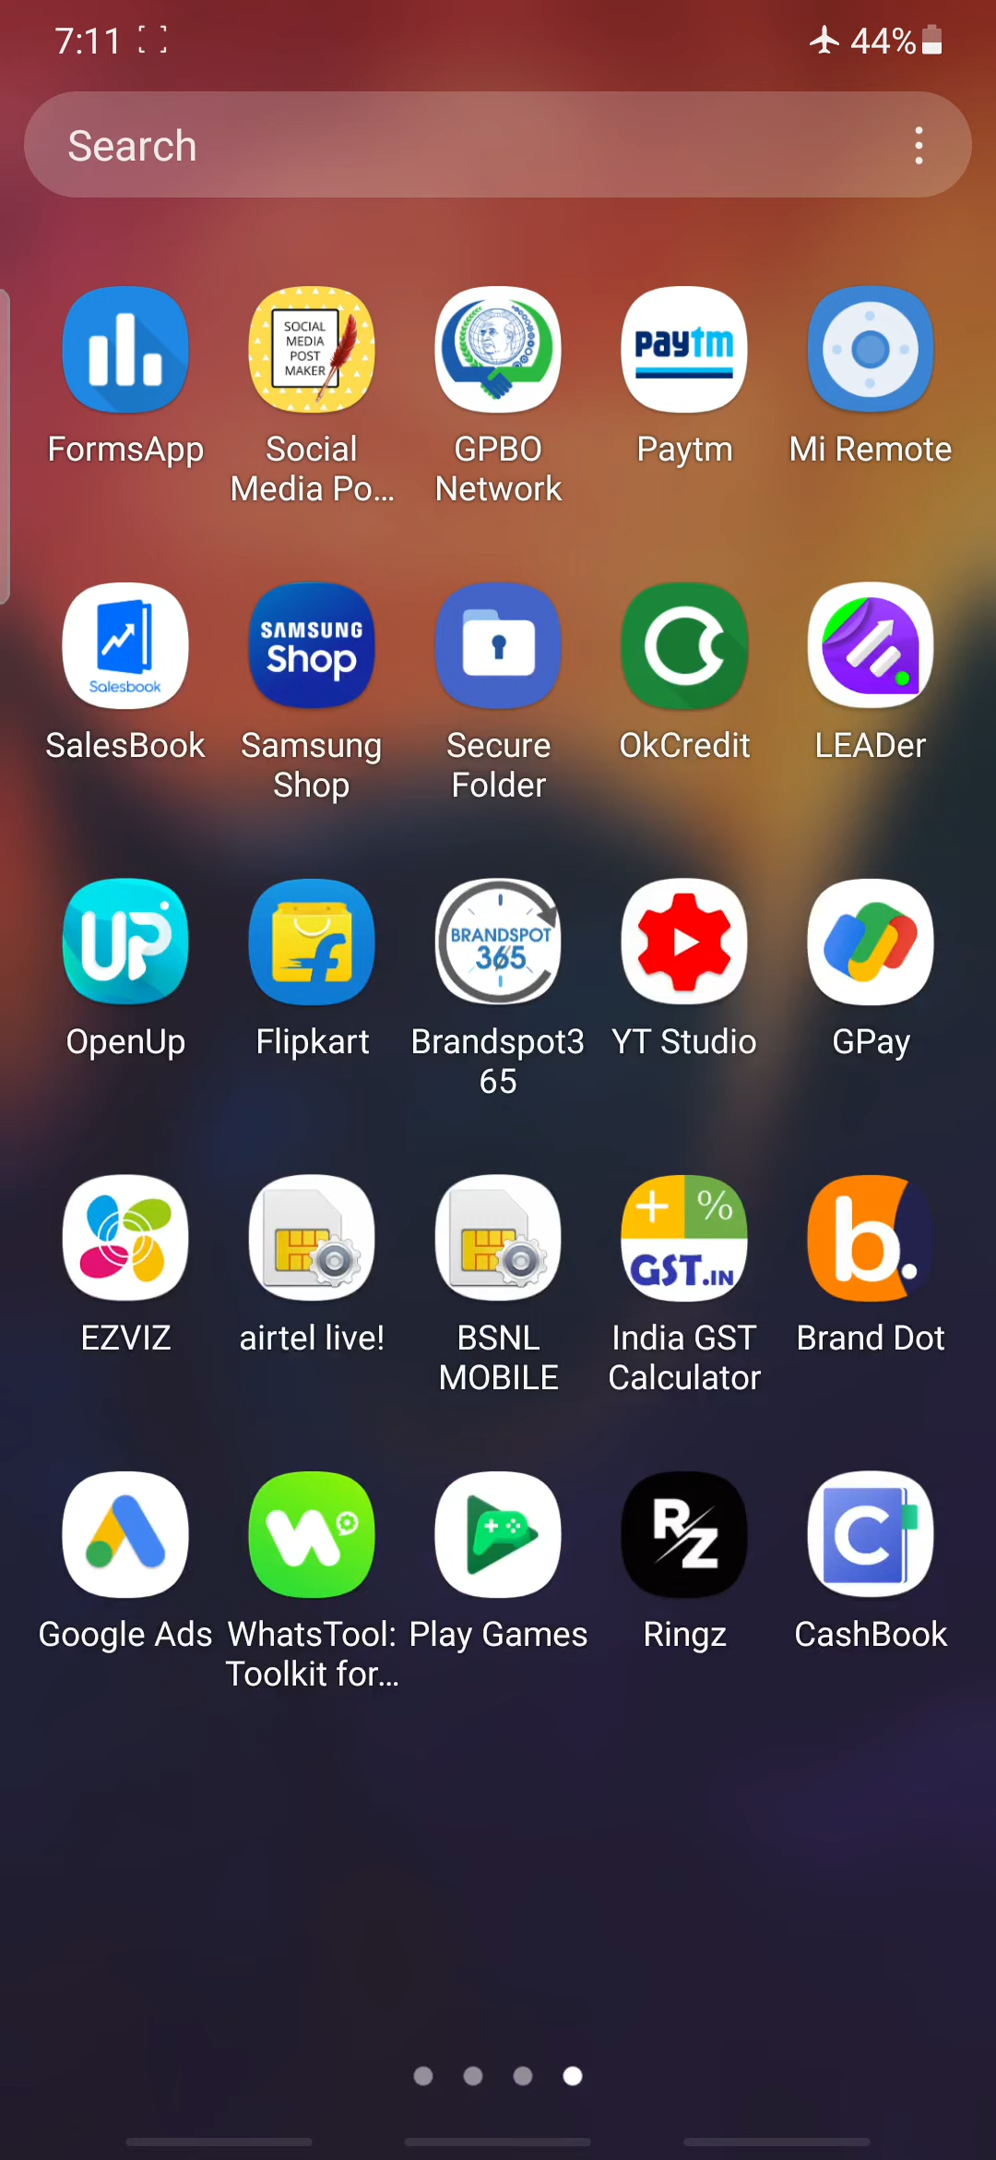 7:11 44%
Search
SOCIAL
MEDIA
POST
MAKER
paytm
FormsApp Social GPBO Paytm Mi Remote
Media Po... Network
Salesbook
SAMSUNG
Shop
SalesBook Samsung Secure OkCredit LEADer
Shop Folder
UP
BRANDSPOT
365
OpenUp Flipkart Brandspot3 YT Studio GPay
65
+ %
GST.IN
b.
EZVIZ airtel live! BSNL India GST Brand Dot
MOBILE Calculator
R/Z
C
Google Ads WhatsTool: Play Games Ringz CashBook
Toolkit for...